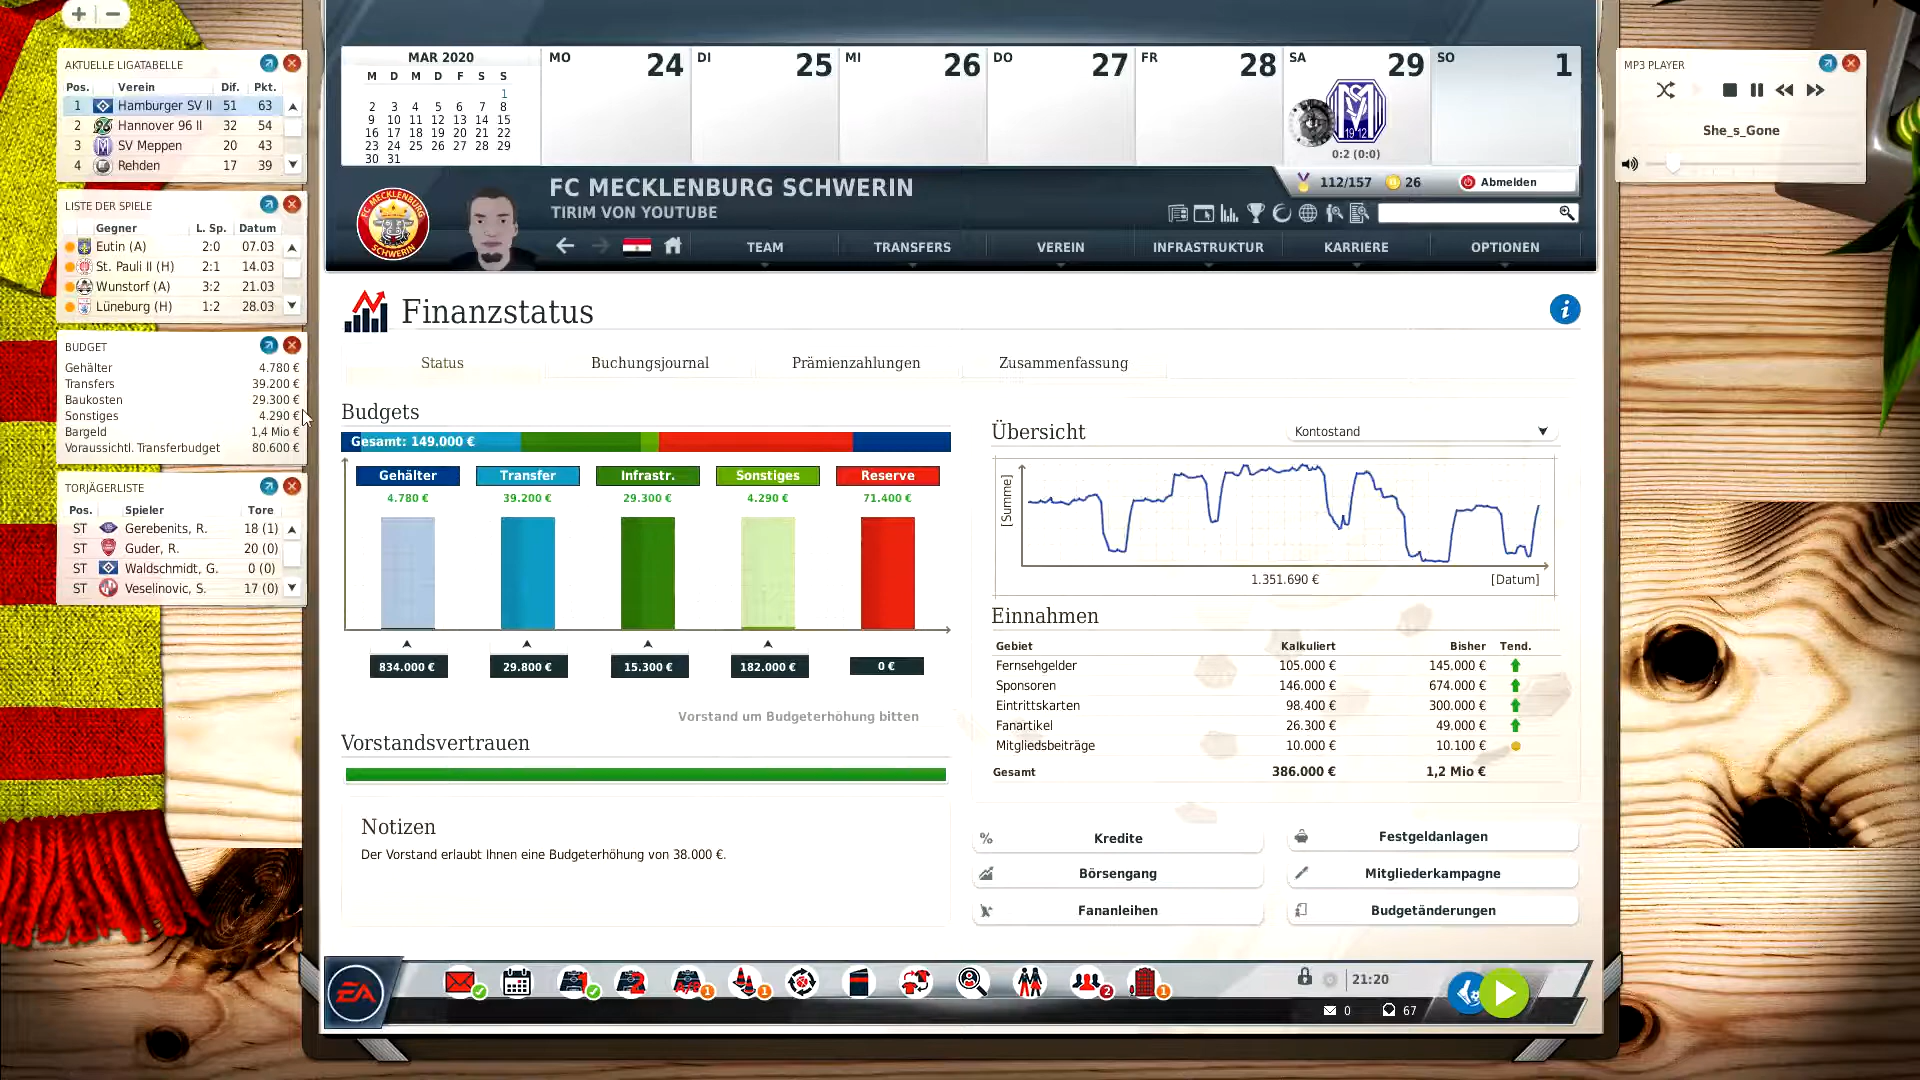 AKTUELLE LIGATABELLE
Pos. Verein Dif. Pkt.
1 Hamburger SV II 51 63
2 Hannover 96 II 32 54
3 SV Meppen 20 43
4 Rehden 17 39
LISTE DER SPIELE
Gegner L. Sp. Datum
Eutin (A) 2:0 07.03
St. Pauli II (H) 2:1 14.03
Wunstorf (A) 3:2 21.03
Lüneburg (H) 1:2 28.03
BUDGET
Gehälter 4.780 €
Transfers 39.200 €
Baukosten 29.300 €
Sonstiges 4.290 €
Bargeld 1,4 Mio €
Voraussichtl. Transferbudget 80.600 €
TORJÄGERLISTE
Pos. Spieler Tore
ST Gerebenits, R. 18 (1)
ST Guder, R. 20 (0)
ST Waldschmidt, G. 0 (0)
ST Veselinovic, S. 17 (0)
MAR 2020
M D M D F S S
1
2 3 4 5 6 7 8
9 10 11 12 13 14 15
16 17 18 19 20 21 22
23 24 25 26 27 28 29
30 31
MO 24 DI 25 MI 26 DO 27 FR 28 SA 29 SO 1
19 12
0:2 (0:0)
FC MECKLENBURG SCHWERIN
TIRIM VON YOUTUBE
FC MECKLENBURG
SCHWERIN
112/157 26 Abmelden
TEAM TRANSFERS VEREIN INFRASTRUKTUR KARRIERE OPTIONEN
MP3 PLAYER
She_s_Gone
Finanzstatus
Status Buchungsjournal Prämienzahlungen Zusammenfassung
Budgets
Gesamt: 149.000 €
Gehälter Transfer Infrastr. Sonstiges Reserve
4.780 € 39.200 € 29.300 € 4.290 € 71.400 €
834.000 € 29.800 € 15.300 € 182.000 € 0 €
Vorstand um Budgeterhöhung bitten
Vorstandsvertrauen
Notizen
Der Vorstand erlaubt Ihnen eine Budgeterhöhung von 38.000 €.
Übersicht Kontostand
[Summe]
1.351.690 € [Datum]
Einnahmen
Gebiet Kalkuliert Bisher Tend.
Fernsehgelder 105.000 € 145.000 €
Sponsoren 146.000 € 674.000 €
Eintrittskarten 98.400 € 300.000 €
Fanartikel 26.300 € 49.000 €
Mitgliedsbeiträge 10.000 € 10.100 €
Gesamt 386.000 € 1,2 Mio €
% Kredite Festgeldanlagen
Börsengang Mitgliederkampagne
Fananleihen Budgetänderungen
EA
1 2 A/B 1 1 2 1
21:20
0 67